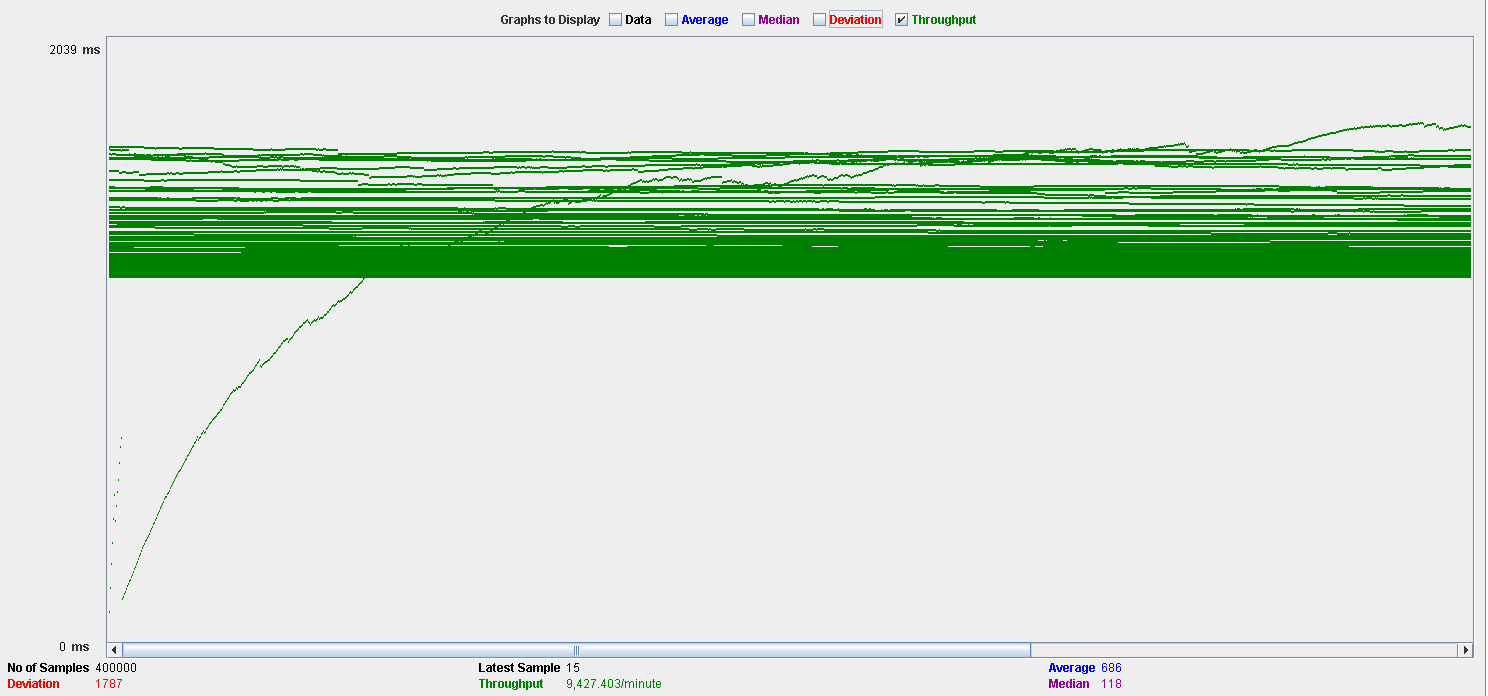 Graphs to Display Data Average Median Deviation Throughput
2039 ms
0 ms
No of Samples 400000 Latest Sample 15 Average 686
Deviation 1787 Throughput 9,427.403/minute Median 118